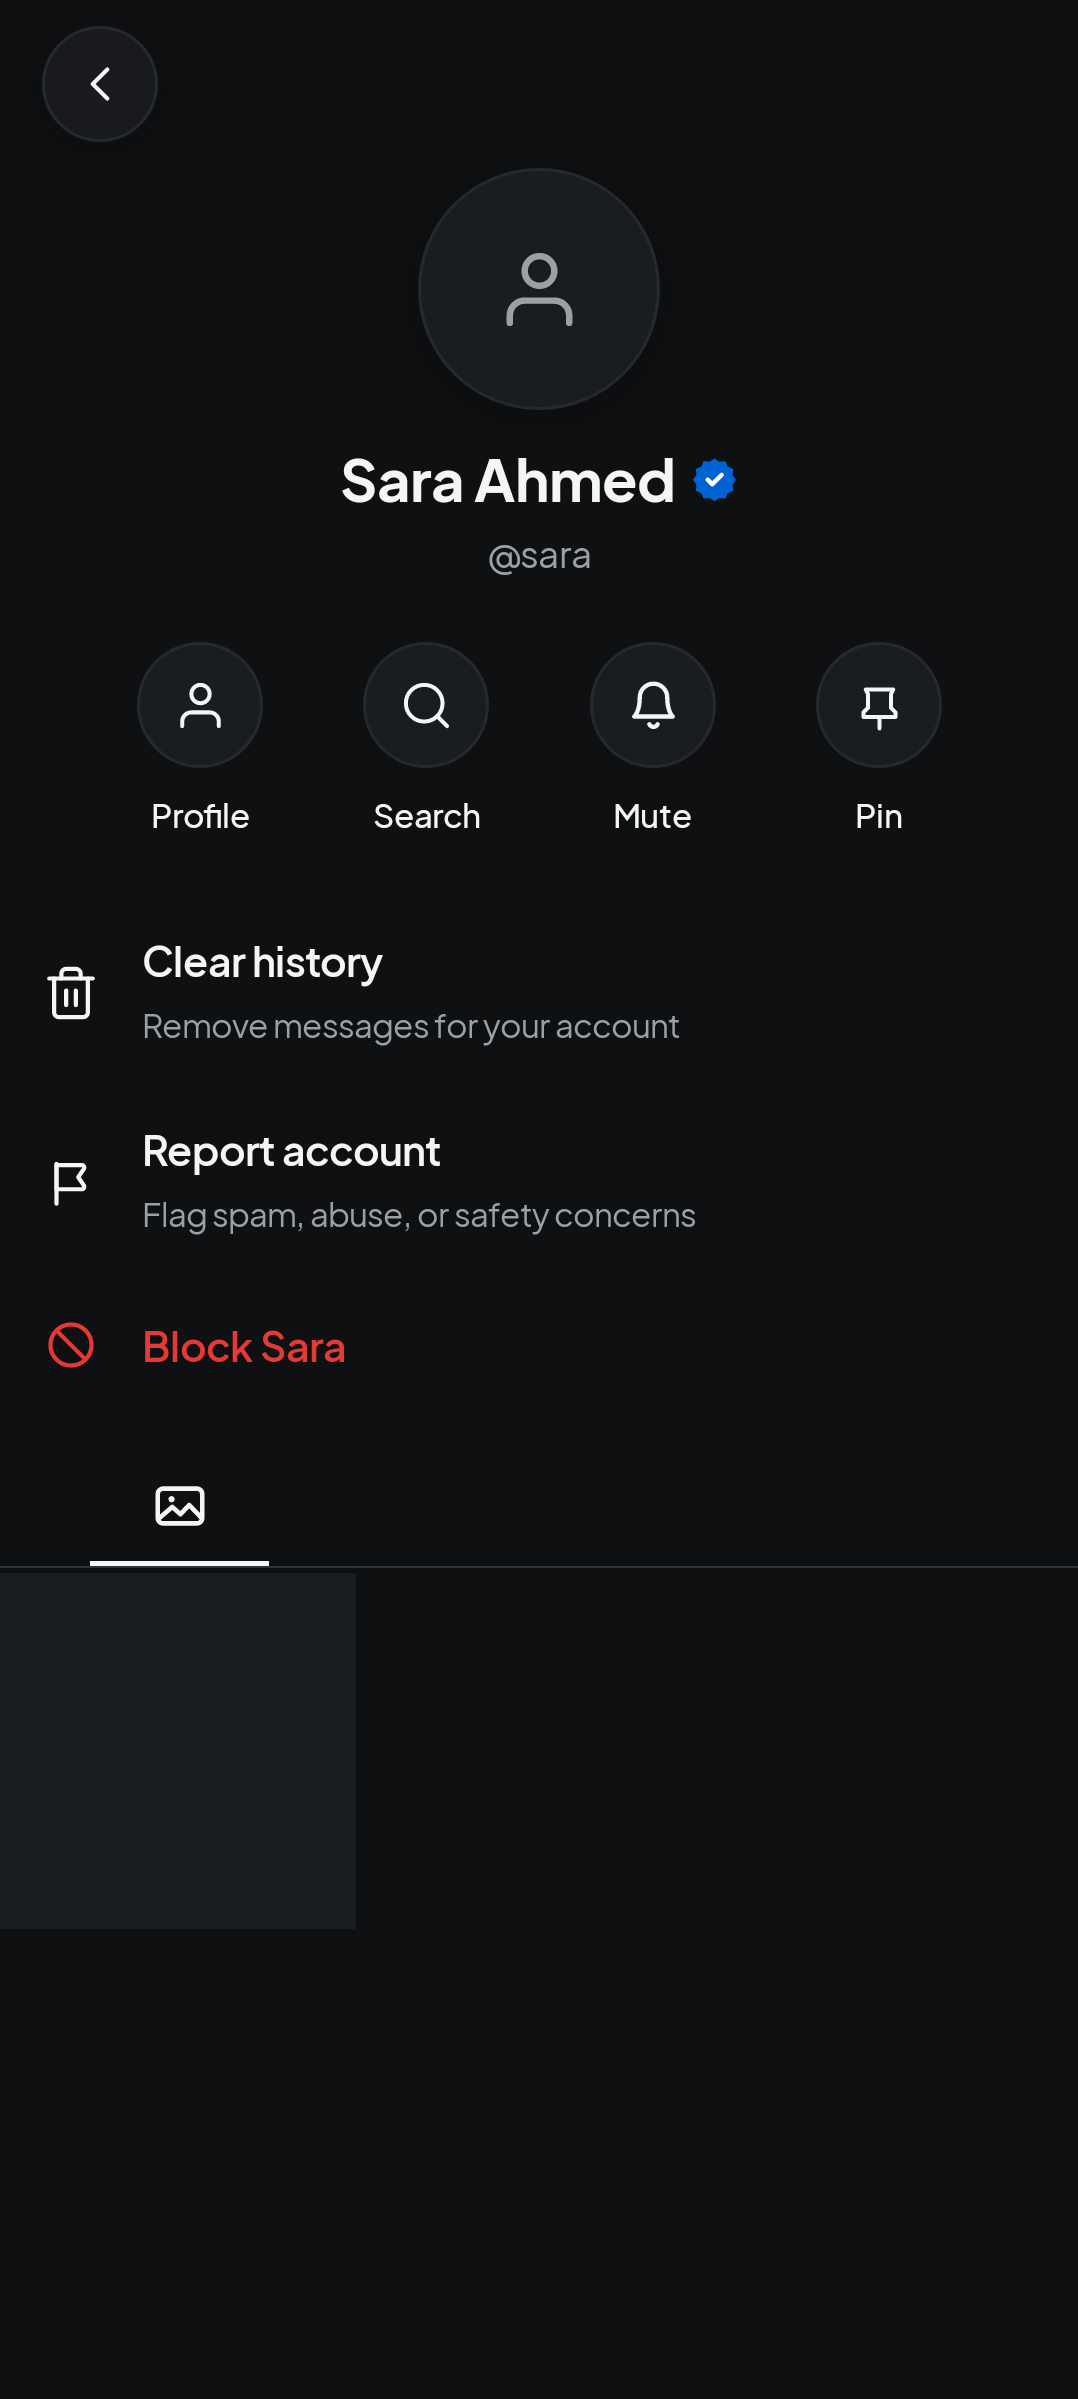 Sara Ahmed
@sara
Profile Search Mute Pin
Clear history
Remove messages for your account
Report account
Flag spam, abuse, or safety concerns
Block Sara